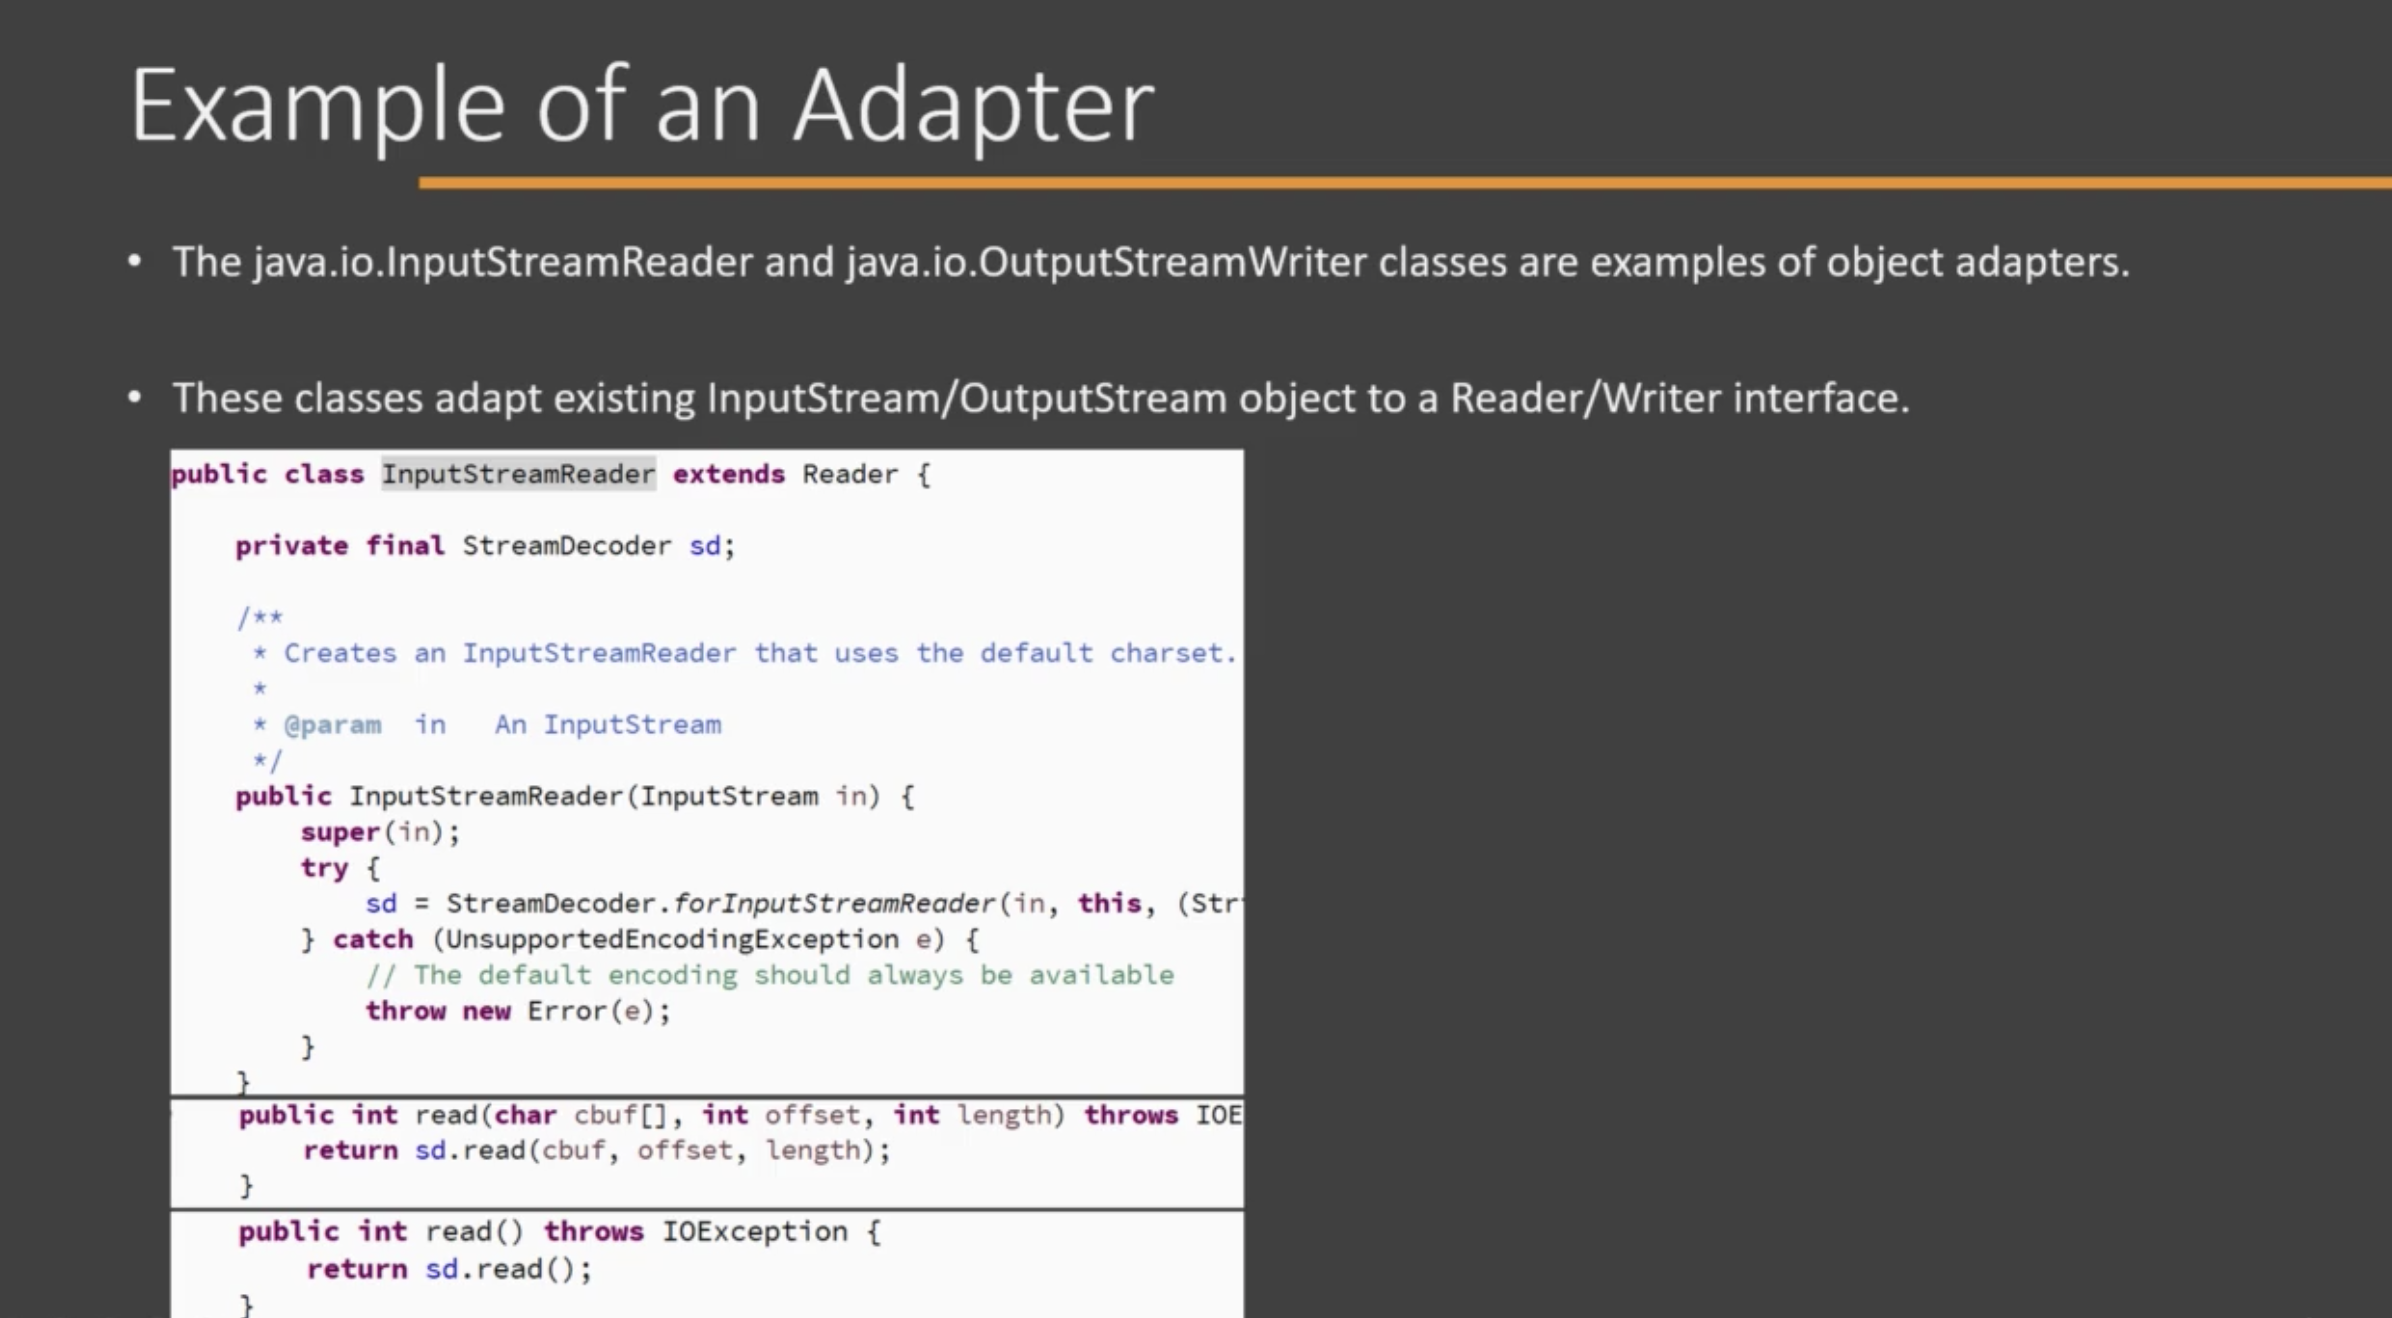 Example of an Adapter
• The java.io.InputStreamReader and java.io.OutputStreamWriter classes are examples of object adapters.
• These classes adapt existing InputStream/OutputStream object to a Reader/Writer interface.
public class InputStreamReader extends Reader {
private final StreamDecoder sd;
/**
* Creates an InputStreamReader that uses the default charset.
*
* @param  in   An InputStream
*/
public InputStreamReader(InputStream in) {
super(in);
try {
sd = StreamDecoder.forInputStreamReader(in, this, (Str
} catch (UnsupportedEncodingException e) {
// The default encoding should always be available
throw new Error(e);
}
}
public int read(char cbuf[], int offset, int length) throws IOE
return sd.read(cbuf, offset, length);
}
public int read() throws IOException {
return sd.read();
}